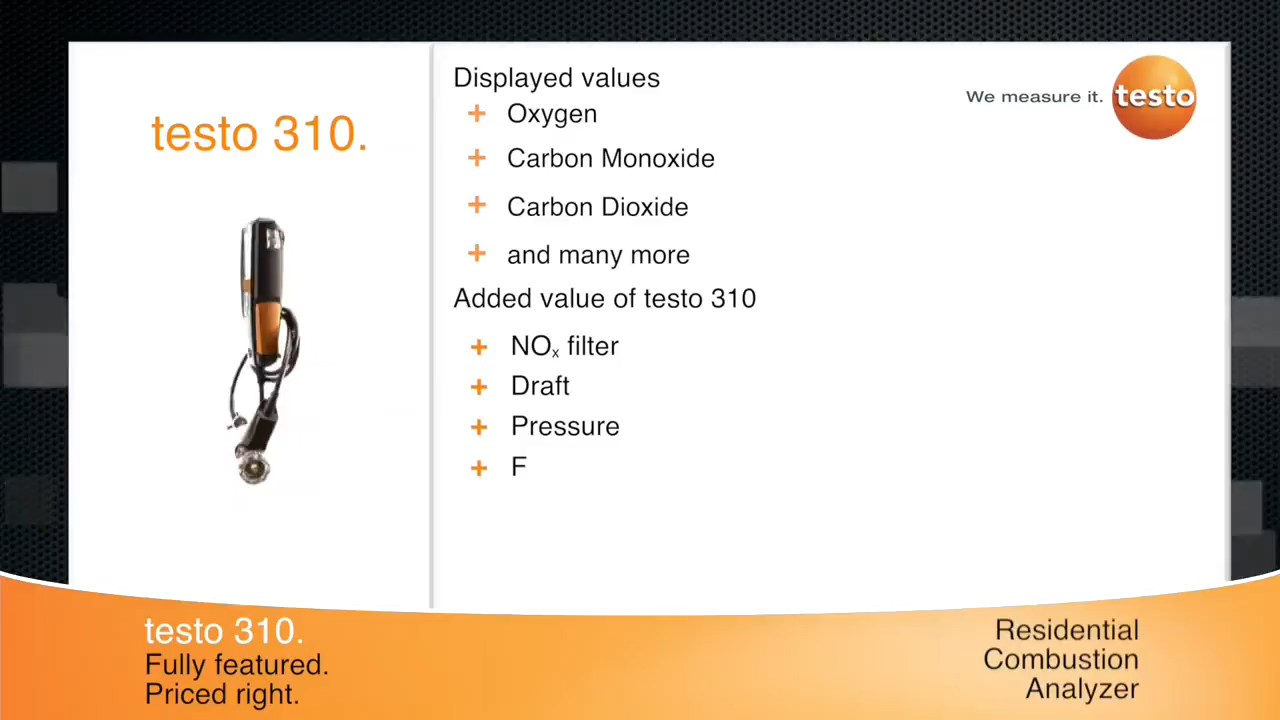 testo 310.
Displayed values
+ Oxygen
+ Carbon Monoxide
+ Carbon Dioxide
+ and many more
Added value of testo 310
+ NOₓ filter
+ Draft
+ Pressure
+ F
We measure it. testo
testo 310.
Fully featured.
Priced right.
Residential
Combustion
Analyzer